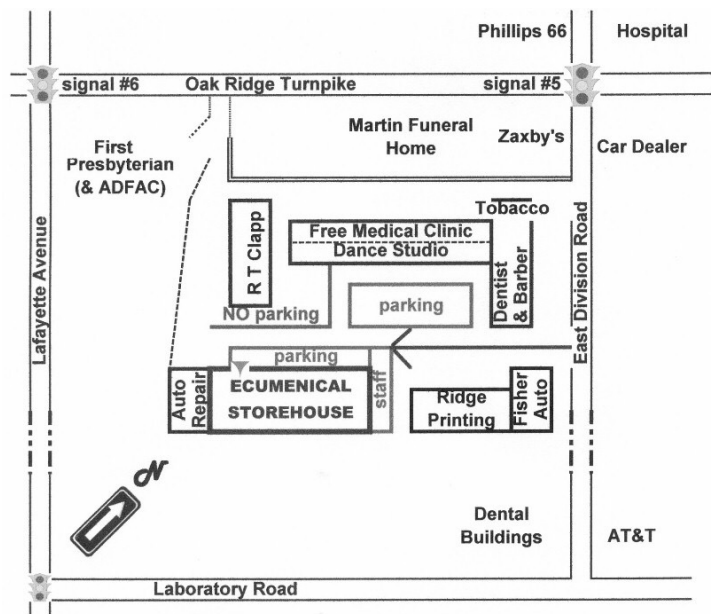 Phillips 66
Hospital
signal #6
Oak Ridge Turnpike
signal #5
Martin Funeral
Home
Zaxby's
Car Dealer
First
Presbyterian
(& ADFAC)
Tobacco
R T Clapp
Free Medical Clinic
Dance Studio
Dentist
& Barber
East Division Road
Lafayette Avenue
NO parking
parking
parking
Auto
Repair
ECUMENICAL
STOREHOUSE
staff
Ridge
Printing
Fisher
Auto
N
Dental
Buildings
AT&T
Laboratory Road